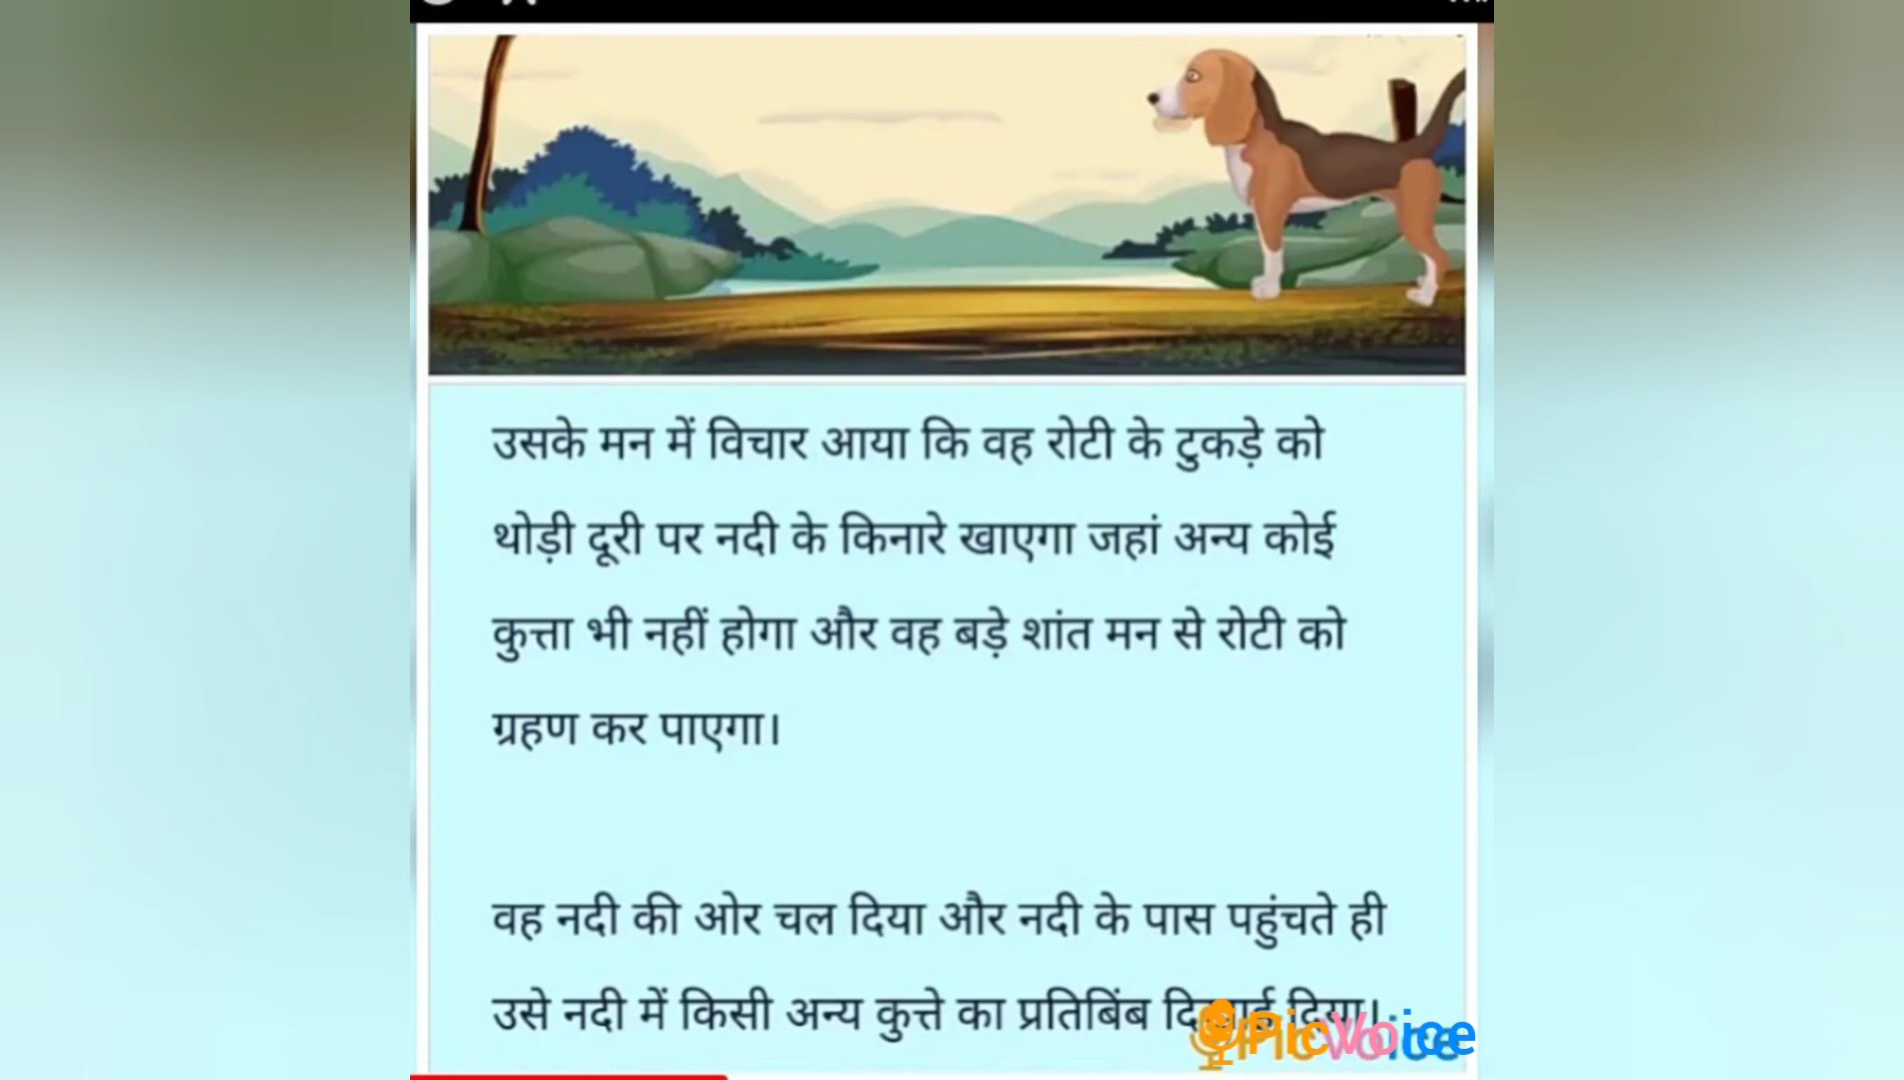 उसके मन में विचार आया कि वह रोटी के टुकड़े को
थोड़ी दूरी पर नदी के किनारे खाएगा जहां अन्य कोई
कुत्ता भी नहीं होगा और वह बड़े शांत मन से रोटी को
ग्रहण कर पाएगा।
वह नदी की ओर चल दिया और नदी के पास पहुंचते ही
उसे नदी में किसी अन्य कुत्ते का प्रतिबिंब दिया।
PicVoice